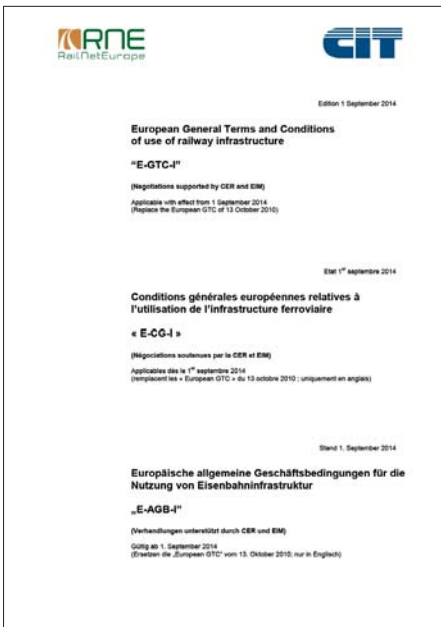 RNE
RailNetEurope
CIT
Edition 1 September 2014
European General Terms and Conditions
of use of railway infrastructure
"E-GTC-I"
(Negotiations supported by CER and EIM)
Applicable with effect from 1 September 2014
(Replace the European GTC of 13 October 2010)
Etat 1er septembre 2014
Conditions générales européennes relatives à
l'utilisation de l'infrastructure ferroviaire
« E-CG-I »
(Négociations soutenues par la CER et EIM)
Applicables dès le 1er septembre 2014
(remplacent les « European GTC » du 13 octobre 2010 ; uniquement en anglais)
Stand 1. September 2014
Europäische allgemeine Geschäftsbedingungen für die
Nutzung von Eisenbahninfrastruktur
„E-AGB-I"
(Verhandlungen unterstützt durch CER und EIM)
Gültig ab 1. September 2014
(Ersetzen die „European GTC" vom 13. Oktober 2010; nur in Englisch)